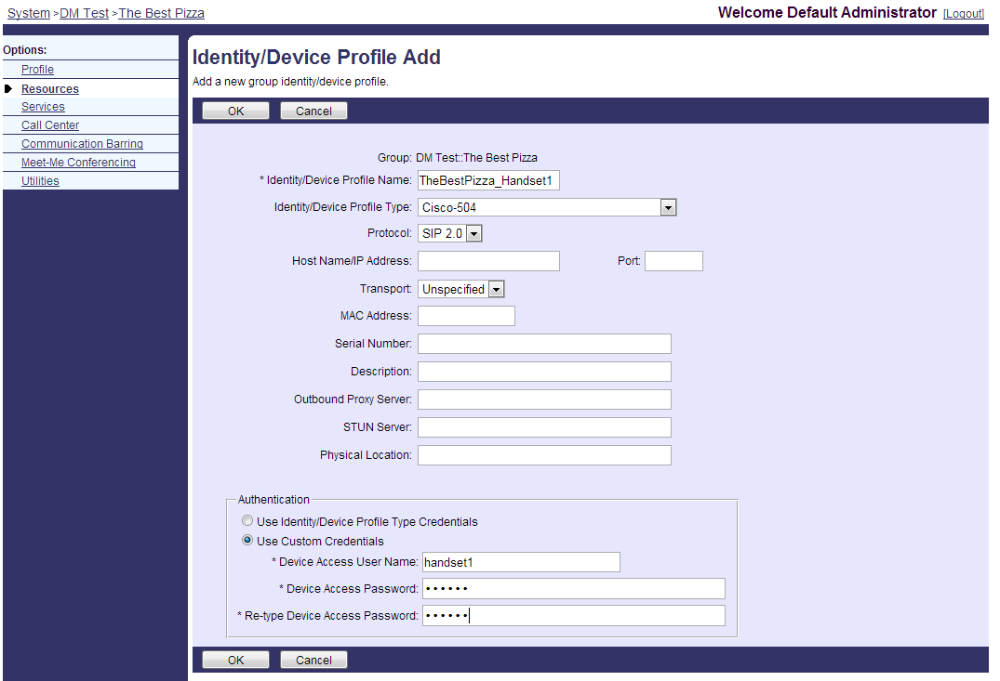 System >DM Test >The Best Pizza
Welcome Default Administrator [Logout]
Options:
Profile
Resources
Services
Call Center
Communication Barring
Meet-Me Conferencing
Utilities
Identity/Device Profile Add
Add a new group identity/device profile.
OK Cancel
Group: DM Test::The Best Pizza
* Identity/Device Profile Name: TheBestPizza_Handset1
Identity/Device Profile Type: Cisco-504
Protocol: SIP 2.0
Host Name/IP Address: Port:
Transport: Unspecified
MAC Address:
Serial Number:
Description:
Outbound Proxy Server:
STUN Server:
Physical Location:
Authentication
Use Identity/Device Profile Type Credentials
Use Custom Credentials
* Device Access User Name: handset1
* Device Access Password: ••••••
* Re-type Device Access Password: ••••••
OK Cancel